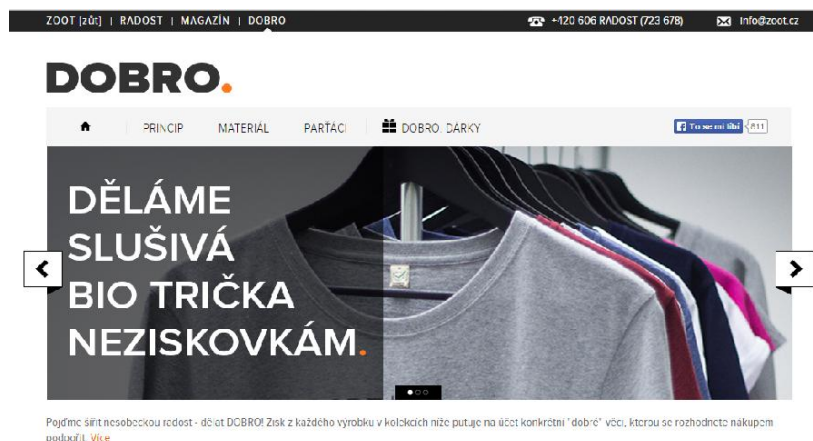 ZOOT [zút] | RADOST | MAGAZÍN | DOBRO
+420 606 RADOST (723 678) info@zoot.cz
DOBRO.
PRINCIP MATERIÁL PARŤÁCI DOBRO. DÁRKY
To se mi líbí 811
DĚLÁME
SLUŠIVÁ
BIO TRIČKA
NEZISKOVKÁM.
Pojďme šířit nesobeckou radost - dělat DOBRO! Zisk z každého výrobku v kolekcích níže putuje na účet konkrétní "dobré" věci, kterou se rozhodnete nákupem
podpořit. Více